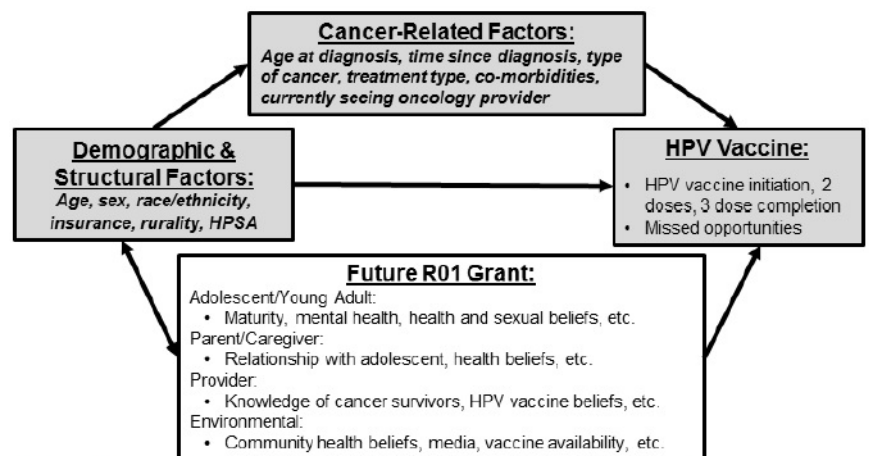 Cancer-Related Factors:
Age at diagnosis, time since diagnosis, type
of cancer, treatment type, co-morbidities,
currently seeing oncology provider
Demographic &
Structural Factors:
Age, sex, race/ethnicity,
insurance, rurality, HPSA
HPV Vaccine:
• HPV vaccine initiation, 2
doses, 3 dose completion
• Missed opportunities
Future R01 Grant:
Adolescent/Young Adult:
• Maturity, mental health, health and sexual beliefs, etc.
Parent/Caregiver:
• Relationship with adolescent, health beliefs, etc.
Provider:
• Knowledge of cancer survivors, HPV vaccine beliefs, etc.
Environmental:
• Community health beliefs, media, vaccine availability, etc.